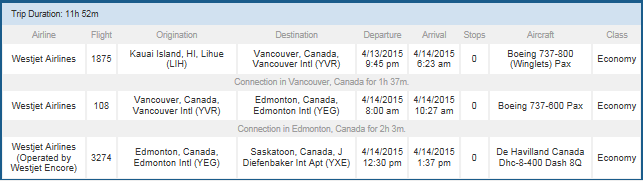 Trip Duration: 11h 52m
Airline Flight Origination Destination Departure Arrival Stops Aircraft Class
Westjet Airlines 1875 Kauai Island, HI, Lihue (LIH) Vancouver, Canada, Vancouver Intl (YVR) 4/13/2015 9:45 pm 4/14/2015 6:23 am 0 Boeing 737-800 (Winglets) Pax Economy
Connection in Vancouver, Canada for 1h 37m.
Westjet Airlines 108 Vancouver, Canada, Vancouver Intl (YVR) Edmonton, Canada, Edmonton Intl (YEG) 4/14/2015 8:00 am 4/14/2015 10:27 am 0 Boeing 737-600 Pax Economy
Connection in Edmonton, Canada for 2h 3m.
Westjet Airlines (Operated by Westjet Encore) 3274 Edmonton, Canada, Edmonton Intl (YEG) Saskatoon, Canada, J Diefenbaker Int Apt (YXE) 4/14/2015 12:30 pm 4/14/2015 1:37 pm 0 De Havilland Canada Dhc-8-400 Dash 8Q Economy